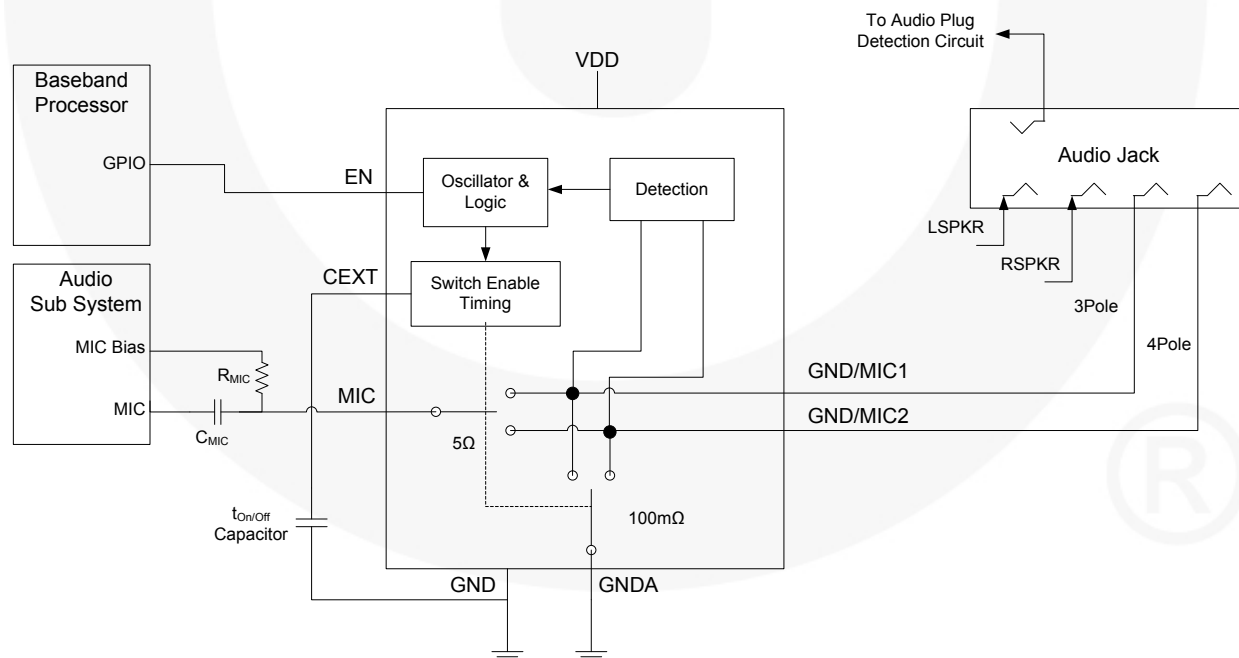 To Audio Plug
Detection Circuit
VDD
Baseband
Processor
GPIO
EN
Oscillator &
Logic
Detection
Audio Jack
LSPKR
RSPKR
3Pole
4Pole
Audio
Sub System
MIC Bias
MIC
RMIC
CMIC
CEXT
Switch Enable
Timing
MIC
GND/MIC1
GND/MIC2
5Ω
100mΩ
tOn/Off
Capacitor
GND
GNDA
®